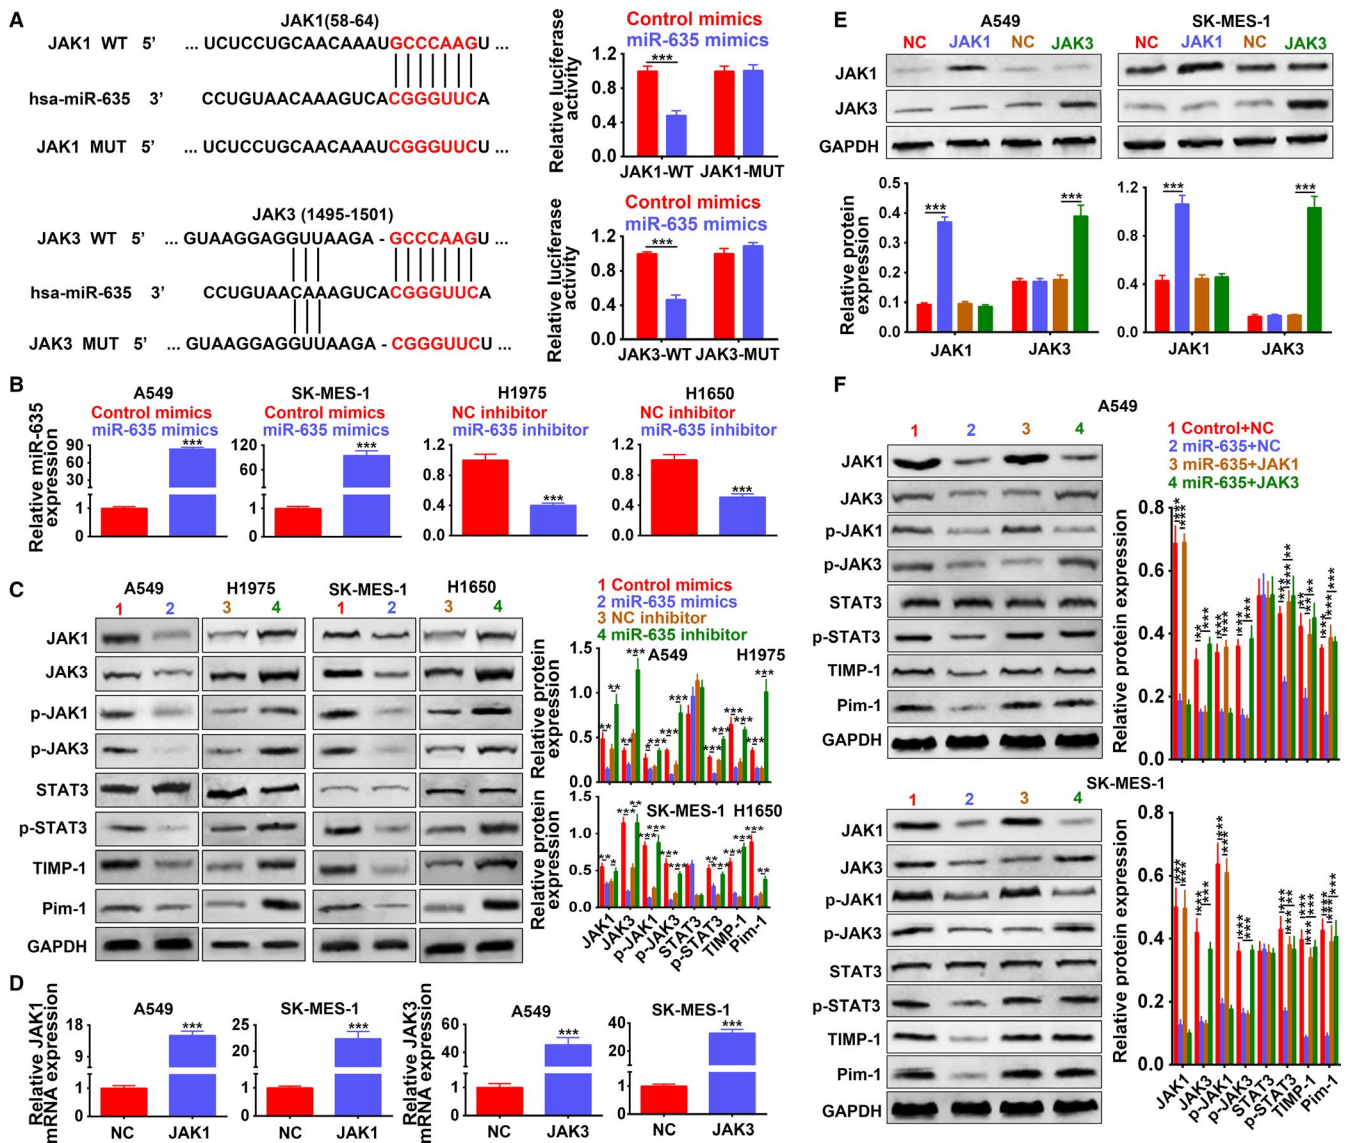 A
JAK1(58-64)
JAK1 WT 5’ ... UCUCCUGCAACAAAUGCCCAAGU ...
hsa-miR-635 3’ CCUGUAACAAAGUCACGGGUUCA
JAK1 MUT 5’ ... UCUCCUGCAACAAAUCGGGUUCU ...
JAK3 (1495-1501)
JAK3 WT 5’ ... GUAAGGAGGUUAAGA - GCCCAAGU ...
hsa-miR-635 3’ CCUGUAACAAAGUCACGGGUUCA
JAK3 MUT 5’ ... GUAAGGAGGUUAAGA - CGGGUUCU ...
Control mimics
miR-635 mimics
Relative luciferase activity
1.2
0.8
0.4
0.0
***
JAK1-WT JAK1-MUT
Control mimics
miR-635 mimics
Relative luciferase activity
1.2
0.8
0.4
0.0
***
JAK3-WT JAK3-MUT
B
A549
Control mimics
miR-635 mimics
Relative miR-635 expression
90
60
30
1
0
***
SK-MES-1
Control mimics
miR-635 mimics
120
60
1
0
***
H1975
NC inhibitor
miR-635 inhibitor
1.2
0.8
0.4
0.0
***
H1650
NC inhibitor
miR-635 inhibitor
1.2
0.8
0.4
0.0
***
C
A549 H1975 SK-MES-1 H1650
1 2 3 4 1 2 3 4
JAK1
JAK3
p-JAK1
p-JAK3
STAT3
p-STAT3
TIMP-1
Pim-1
GAPDH
1 Control mimics
2 miR-635 mimics
3 NC inhibitor
4 miR-635 inhibitor
A549 H1975
Relative protein expression
1.5
1.0
0.5
0.0
SK-MES-1 H1650
Relative protein expression
1.5
1.0
0.5
0.0
JAK1 JAK3 p-JAK1 p-JAK3 STAT3 p-STAT3 TIMP-1 Pim-1
D
A549
Relative JAK1 mRNA expression
18
9
1
0
***
NC JAK1
SK-MES-1
25
20
1
0
***
NC JAK1
A549
Relative JAK3 mRNA expression
60
40
1
0
***
NC JAK3
SK-MES-1
40
20
1
0
***
NC JAK3
E
A549 SK-MES-1
NC JAK1 NC JAK3 NC JAK1 NC JAK3
JAK1
JAK3
GAPDH
Relative protein expression
0.5
0.4
0.3
0.2
0.1
0.0
*** ***
JAK1 JAK3
1.2
0.8
0.4
0.0
*** ***
JAK1 JAK3
F
A549
1 2 3 4
JAK1
JAK3
p-JAK1
p-JAK3
STAT3
p-STAT3
TIMP-1
Pim-1
GAPDH
1 Control+NC
2 miR-635+NC
3 miR-635+JAK1
4 miR-635+JAK3
Relative protein expression
0.8
0.6
0.4
0.2
0.0
SK-MES-1
1 2 3 4
JAK1
JAK3
p-JAK1
p-JAK3
STAT3
p-STAT3
TIMP-1
Pim-1
GAPDH
Relative protein expression
0.8
0.6
0.4
0.2
0.0
JAK1 JAK3 p-JAK1 p-JAK3 STAT3 p-STAT3 TIMP-1 Pim-1